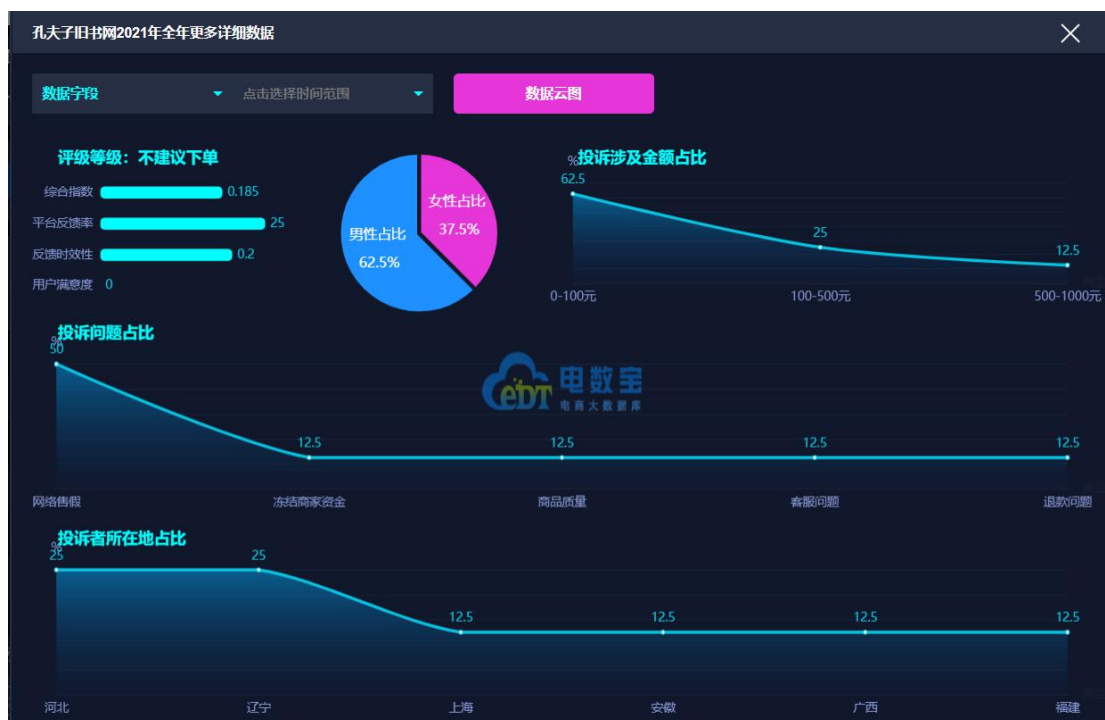 孔夫子旧书网2021年全年更多详细数据
数据字段
点击选择时间范围
数据云图
评级等级：不建议下单
综合指数 0.185
平台反馈率 25
反馈时效性 0.2
用户满意度 0
女性占比
37.5%
男性占比
62.5%
%投诉涉及金额占比
62.5
25
12.5
0-100元
100-500元
500-1000元
投诉问题占比
%
50
12.5
12.5
12.5
12.5
网络售假
冻结商家资金
商品质量
客服问题
退款问题
eDT 电数宝
电商大数据库
投诉者所在地占比
%
25
25
12.5
12.5
12.5
12.5
河北
辽宁
上海
安徽
广西
福建